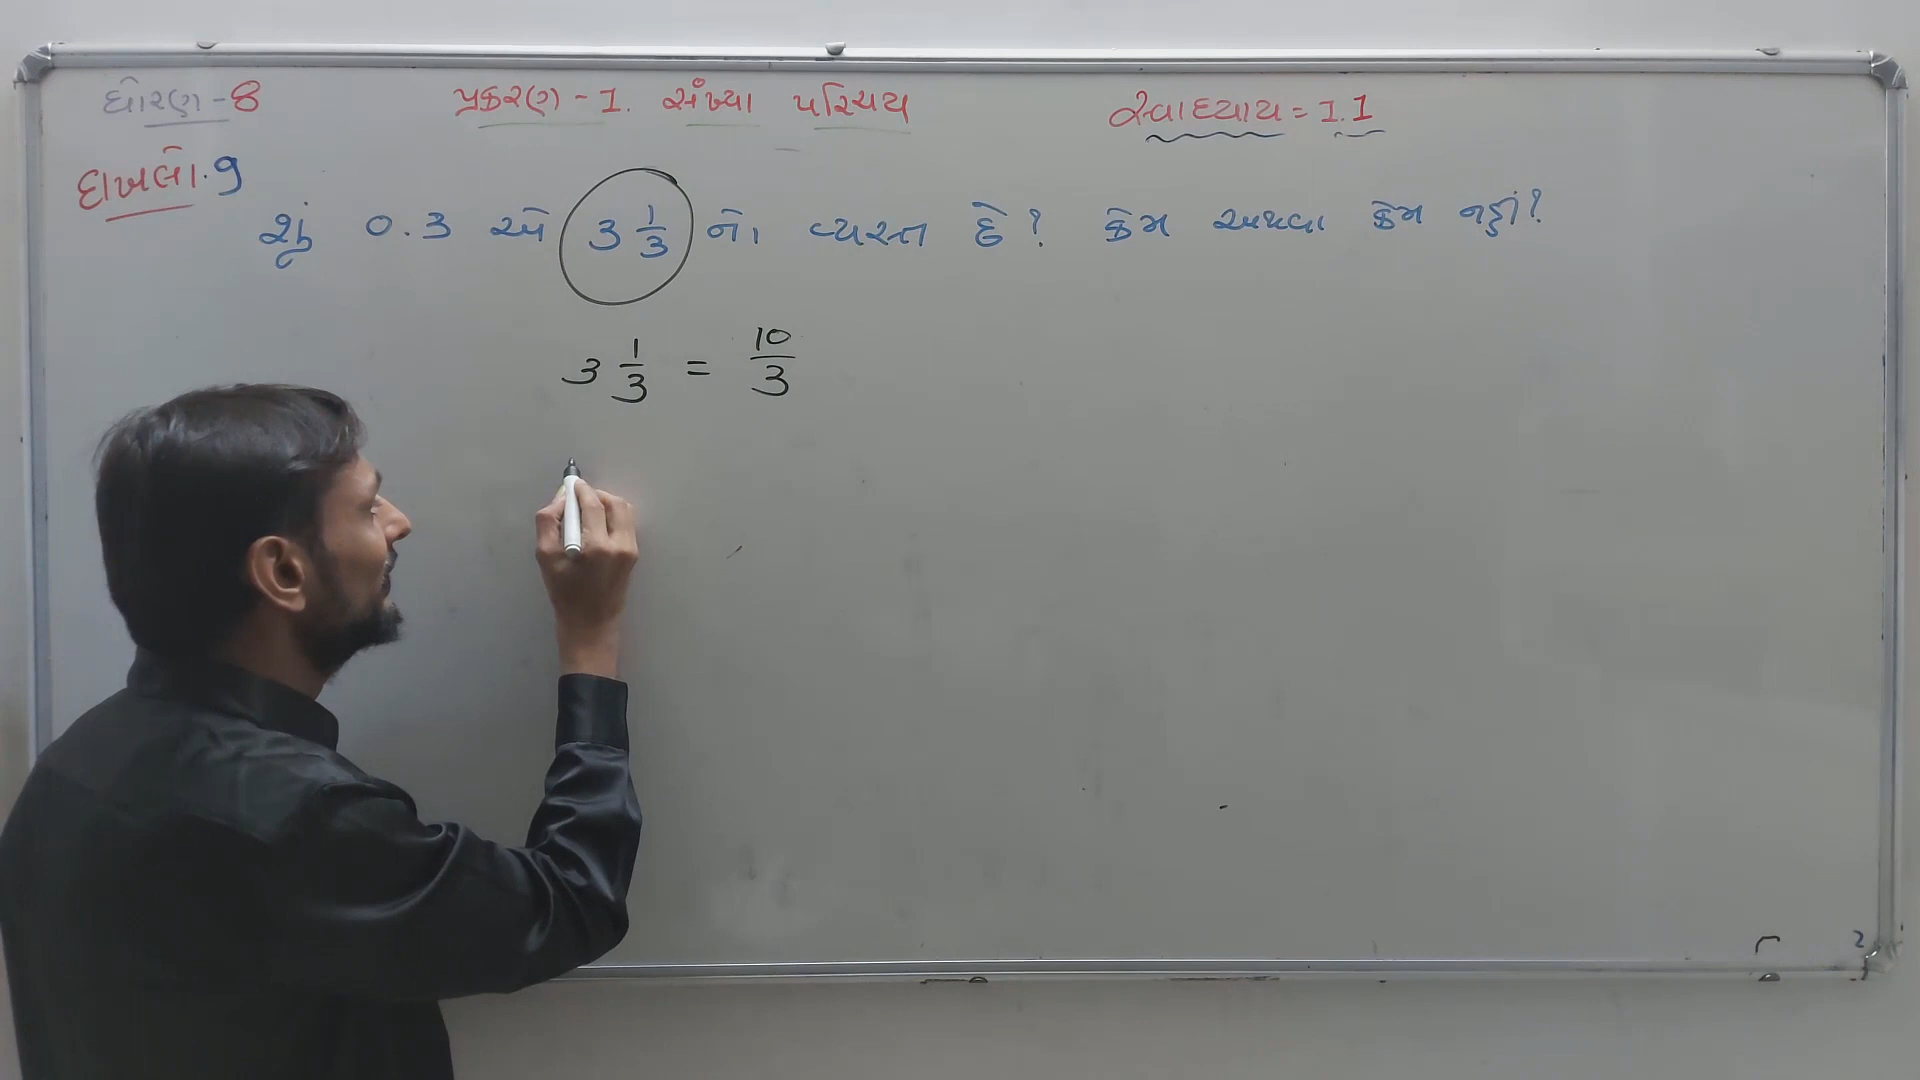 ધોરણ - 8 પ્રકરણ - 1. સંખ્યા પરિચય સ્વાધ્યાય = 1.1
દાખલો. 9
શું 0.3 એ 3 1/3 નો વ્યસ્ત છે? કેમ અથવા કેમ નહીં?
3 1/3 = 10/3
2